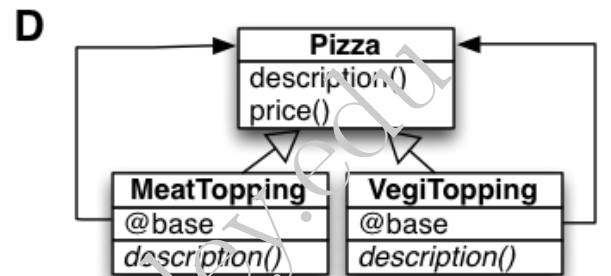 D
Pizza
description()
price()
MeatTopping
@base
description()
VegiTopping
@base
description()